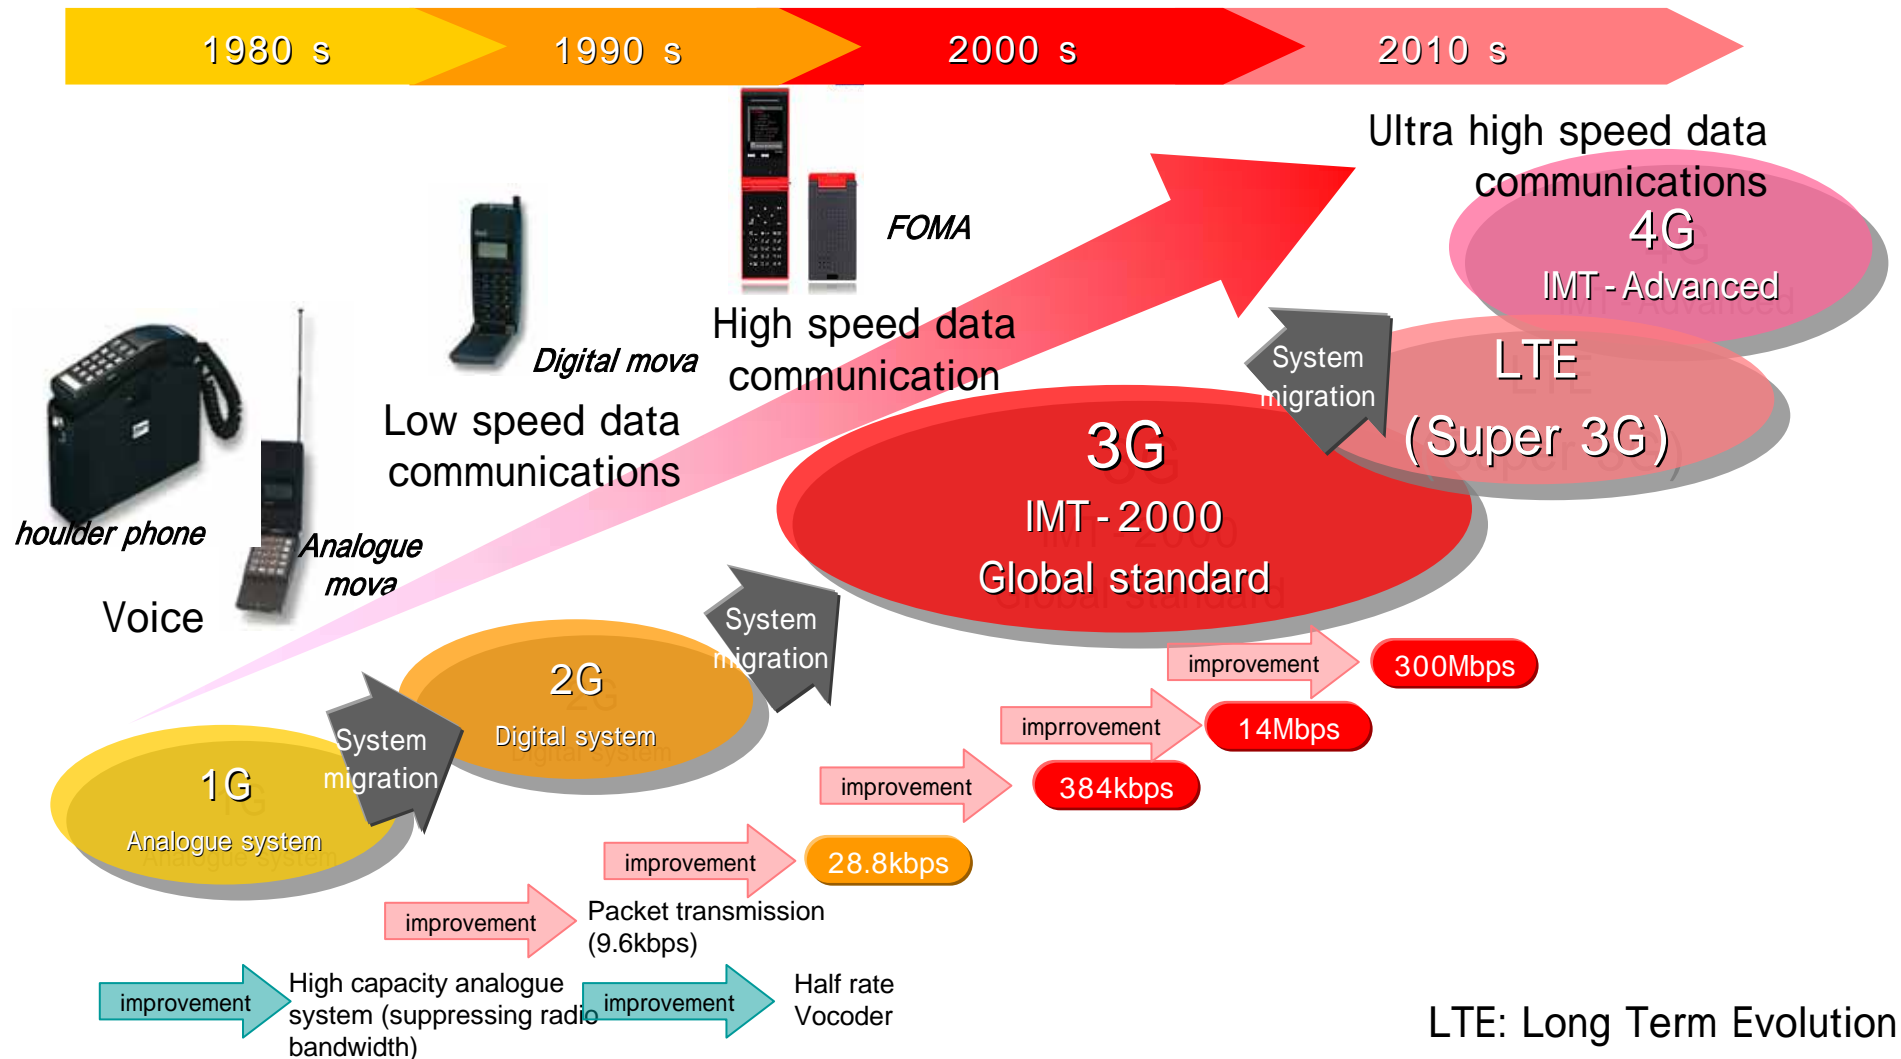 1980 s
1990 s
2000 s
2010 s
Ultra high speed data
communications
4G
IMT-Advanced
FOMA
High speed data
communication
System
migration
LTE
(Super 3G)
Digital mova
Low speed data
communications
3G
IMT-2000
Global standard
houlder phone
Analogue
mova
Voice
System
migration
2G
Digital system
System
migration
1G
Analogue system
improvement
300Mbps
imprrovement
14Mbps
improvement
384kbps
improvement
28.8kbps
improvement
Packet transmission
(9.6kbps)
improvement
High capacity analogue
system (suppressing radio
bandwidth)
improvement
Half rate
Vocoder
LTE: Long Term Evolution